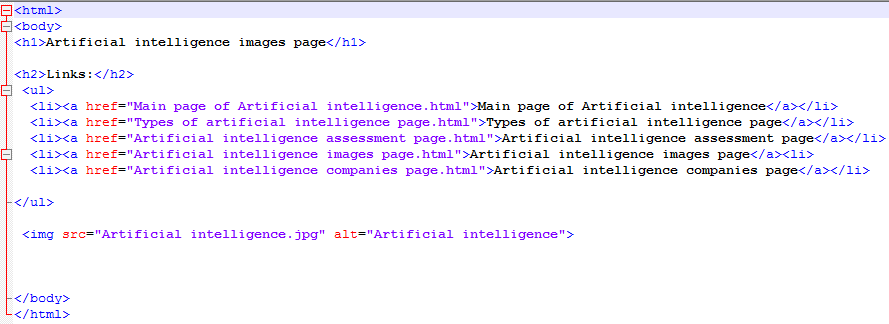 <html>
<body>
<h1>Artificial intelligence images page</h1>
<h2>Links:</h2>
<ul>
<li><a href="Main page of Artificial intelligence.html">Main page of Artificial intelligence</a></li>
<li><a href="Types of artificial intelligence page.html">Types of artificial intelligence page</a></li>
<li><a href="Artificial intelligence assessment page.html">Artificial intelligence assessment page</a></li>
<li><a href="Artificial intelligence images page.html">Artificial intelligence images page</a><li>
<li><a href="Artificial intelligence companies page.html">Artificial intelligence companies page</a></li>
</ul>
<img src="Artificial intelligence.jpg" alt="Artificial intelligence">
</body>
</html>